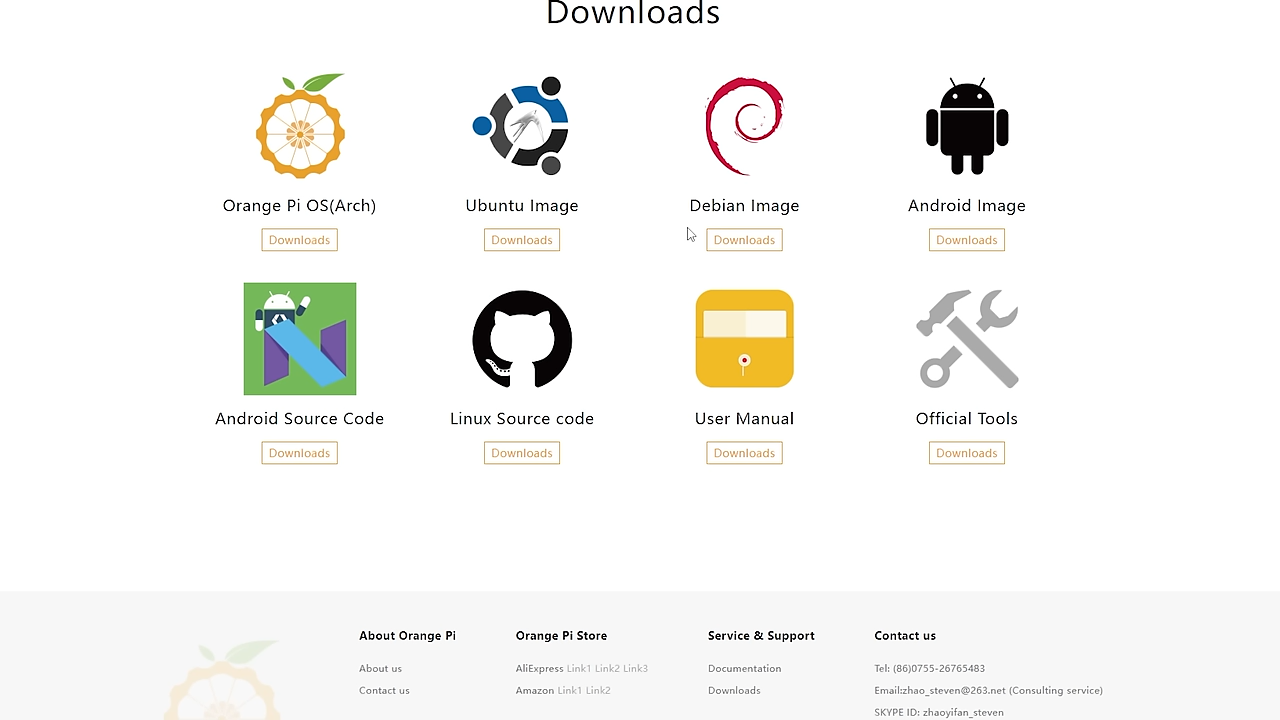 Downloads
Orange Pi OS(Arch)
Ubuntu Image
Debian Image
Android Image
Downloads
Downloads
Downloads
Downloads
Android Source Code
Linux Source code
User Manual
Official Tools
Downloads
Downloads
Downloads
Downloads
About Orange Pi
About us
Contact us
Orange Pi Store
AliExpress Link1 Link2 Link3
Amazon Link1 Link2
Service & Support
Documentation
Downloads
Contact us
Tel: (86)0755-26765483
Email:zhao_steven@263.net (Consulting service)
SKYPE ID: zhaoyifan_steven